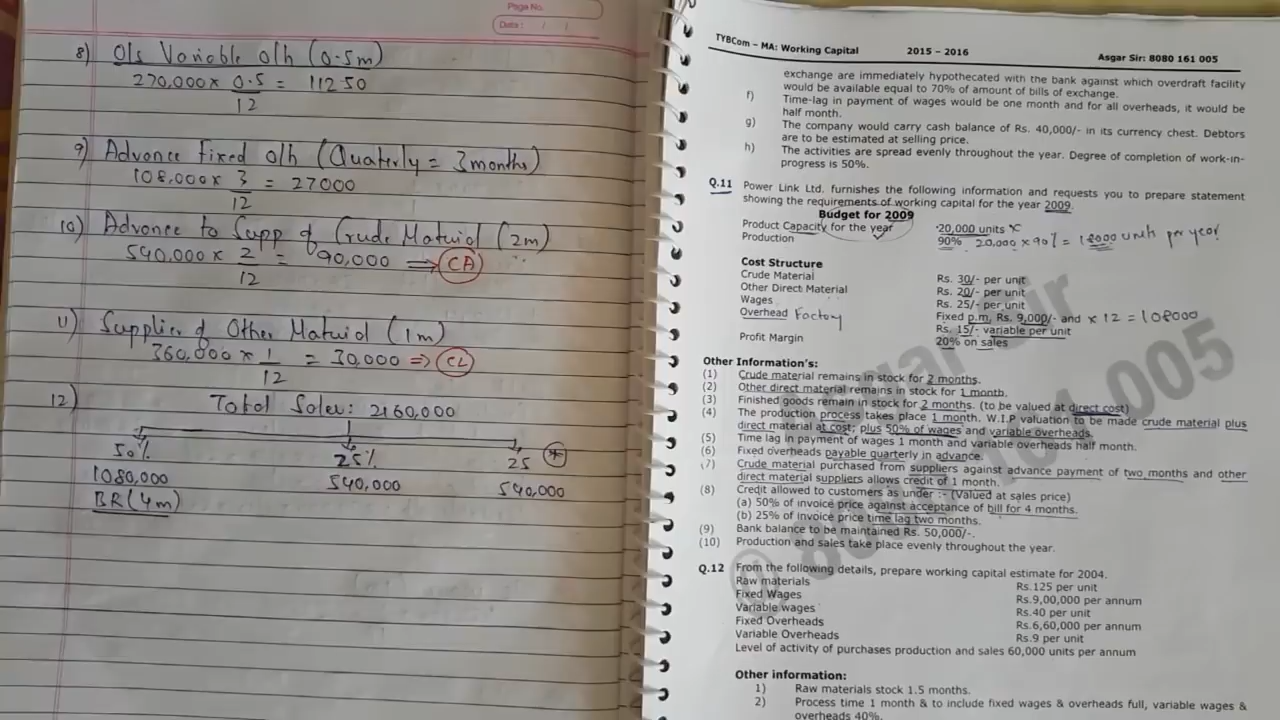 Page No.
Date: / /
8) O/s Variable o/h (0.5m)
270,000 × 0.5 = 11250
12
9) Advance fixed o/h (Quaterly = 3 months)
108,000 × 3 = 27000
12
10) Advance to Supp of Crude Material (2m)
540,000 × 2 = 90,000 ⇒ CA
12
11) Supplier of Other Material (1m)
360,000 × 1 = 30,000 ⇒ CL
12
12) Total Sales: 2160,000
50% 25% 25 *
1080,000 540,000 540,000
BR (4m)
TYBCom – MA: Working Capital 2015 – 2016 Asgar Sir: 8080 161 005
exchange are immediately hypothecated with the bank against which overdraft facility
would be available equal to 70% of amount of bills of exchange.
f) Time-lag in payment of wages would be one month and for all overheads, it would be
half month.
g) The company would carry cash balance of Rs. 40,000/- in its currency chest. Debtors
are to be estimated at selling price.
h) The activities are spread evenly throughout the year. Degree of completion of work-in-
progress is 50%.
Q.11 Power Link Ltd. furnishes the following information and requests you to prepare statement
showing the requirements of working capital for the year 2009.
Budget for 2009
Product Capacity for the year 20,000 units
Production 90% 20,000 × 90% = 18000 units per year
Cost Structure
Crude Material Rs. 30/- per unit
Other Direct Material Rs. 20/- per unit
Wages Rs. 25/- per unit
Overhead Factory Fixed p.m. Rs. 9,000/- and × 12 = 108000
Rs. 15/- variable per unit
Profit Margin 20% on sales
Other Information's:
(1) Crude material remains in stock for 2 months.
(2) Other direct material remains in stock for 1 month.
(3) Finished goods remain in stock for 2 months. (to be valued at direct cost)
(4) The production process takes place 1 month. W.I.P valuation to be made crude material plus
direct material at cost; plus 50% of wages and variable overheads.
(5) Time lag in payment of wages 1 month and variable overheads half month.
(6) Fixed overheads payable quarterly in advance.
(7) Crude material purchased from suppliers against advance payment of two months and other
direct material suppliers allows credit of 1 month.
(8) Credit allowed to customers as under :- (Valued at sales price)
(a) 50% of invoice price against acceptance of bill for 4 months.
(b) 25% of invoice price time lag two months.
(9) Bank balance to be maintained Rs. 50,000/-.
(10) Production and sales take place evenly throughout the year.
Q.12 From the following details, prepare working capital estimate for 2004.
Raw materials Rs.125 per unit
Fixed Wages Rs.9,00,000 per annum
Variable wages Rs.40 per unit
Fixed Overheads Rs.6,60,000 per annum
Variable Overheads Rs.9 per unit
Level of activity of purchases production and sales 60,000 units per annum
Other information:
1) Raw materials stock 1.5 months.
2) Process time 1 month & to include fixed wages & overheads full, variable wages &
overheads 40%.